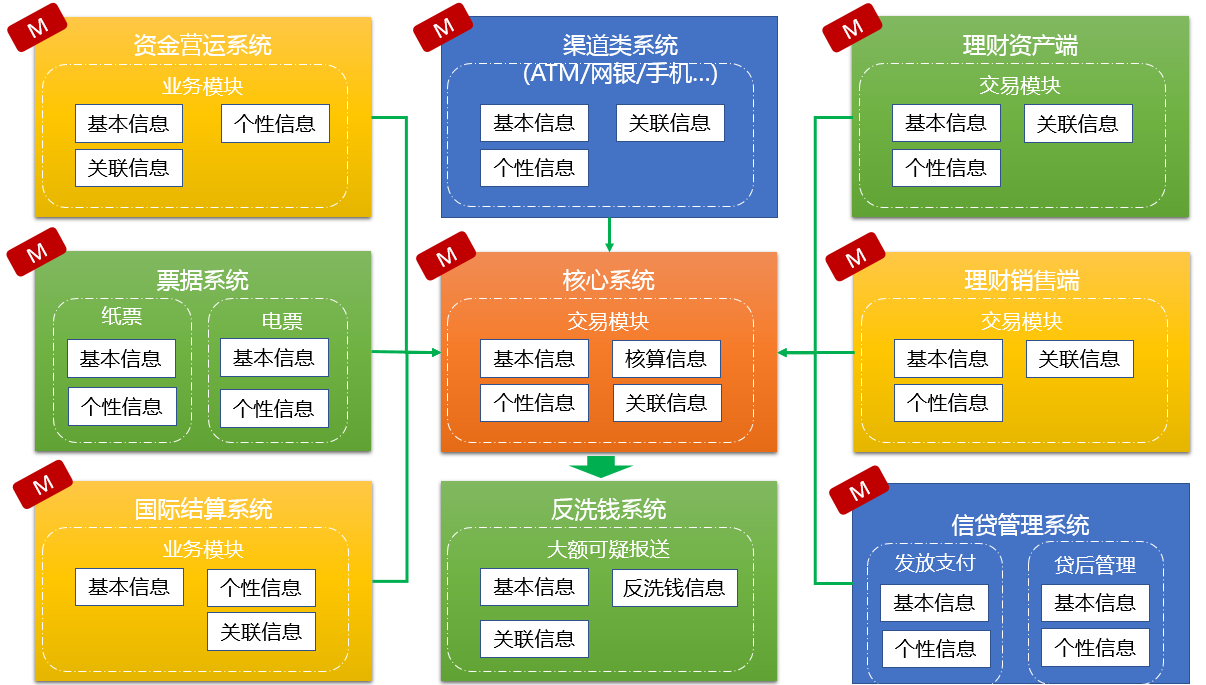 M
资金营运系统
业务模块
基本信息
个性信息
关联信息
M
渠道类系统
(ATM/网银/手机...)
基本信息
关联信息
个性信息
M
理财资产端
交易模块
基本信息
关联信息
个性信息
M
票据系统
纸票
基本信息
个性信息
电票
基本信息
个性信息
M
核心系统
交易模块
基本信息
核算信息
个性信息
关联信息
M
理财销售端
交易模块
基本信息
关联信息
个性信息
M
国际结算系统
业务模块
基本信息
个性信息
关联信息
反洗钱系统
大额可疑报送
基本信息
反洗钱信息
关联信息
M
信贷管理系统
发放支付
基本信息
个性信息
贷后管理
基本信息
个性信息